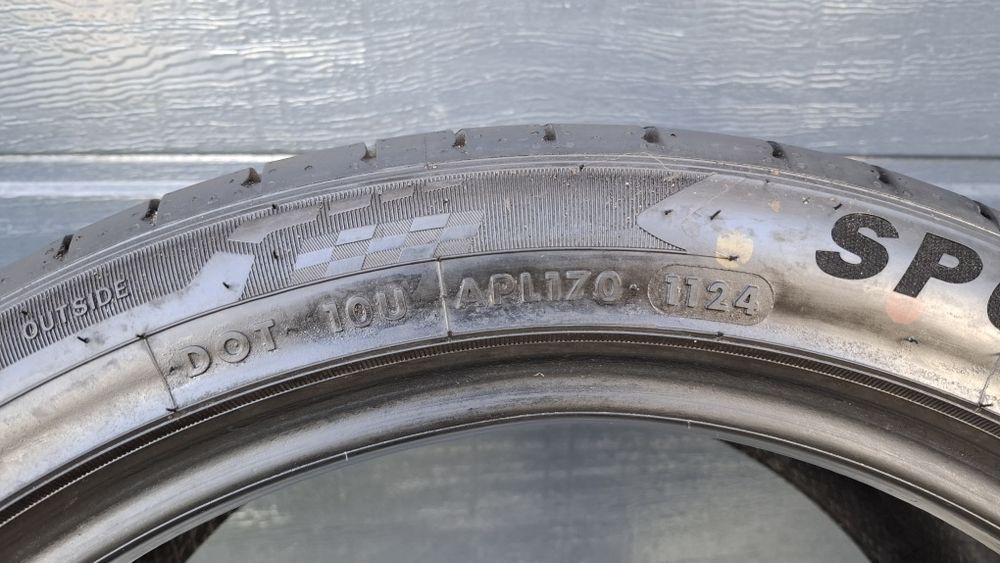 OUTSIDE
DOT 10U APL170 1124
SP